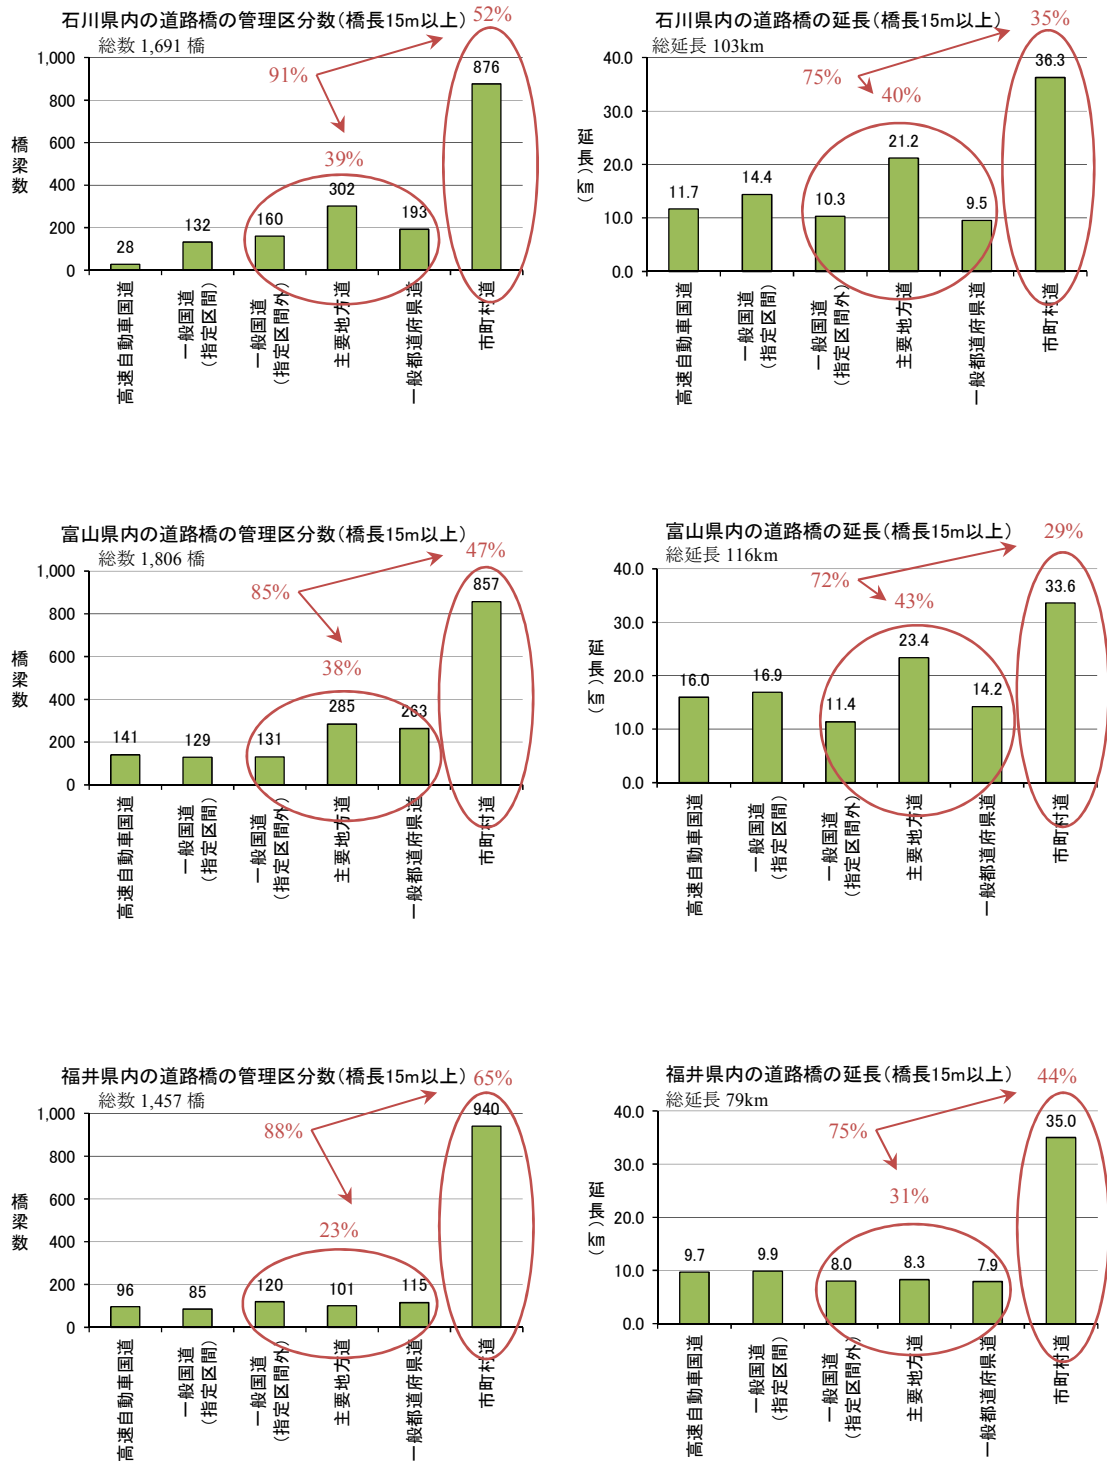 石川県内の道路橋の管理区分数(橋長15m以上)
52%
総数 1,691 橋
91%
39%
橋梁数
1,000
800
600
400
200
0
28
132
160
302
193
876
高速自動車国道
一般国道
(指定区間)
一般国道
(指定区間外)
主要地方道
一般都道府県道
市町村道
石川県内の道路橋の延長(橋長15m以上)
35%
総延長 103km
75%
40%
延長(km)
40.0
30.0
20.0
10.0
0.0
11.7
14.4
10.3
21.2
9.5
36.3
高速自動車国道
一般国道
(指定区間)
一般国道
(指定区間外)
主要地方道
一般都道府県道
市町村道
富山県内の道路橋の管理区分数(橋長15m以上)
47%
総数 1,806 橋
85%
38%
橋梁数
1,000
800
600
400
200
0
141
129
131
285
263
857
高速自動車国道
一般国道
(指定区間)
一般国道
(指定区間外)
主要地方道
一般都道府県道
市町村道
富山県内の道路橋の延長(橋長15m以上)
29%
総延長 116km
72%
43%
延長(km)
40.0
30.0
20.0
10.0
0.0
16.0
16.9
11.4
23.4
14.2
33.6
高速自動車国道
一般国道
(指定区間)
一般国道
(指定区間外)
主要地方道
一般都道府県道
市町村道
福井県内の道路橋の管理区分数(橋長15m以上)
65%
総数 1,457 橋
88%
23%
橋梁数
1,000
800
600
400
200
0
96
85
120
101
115
940
高速自動車国道
一般国道
(指定区間)
一般国道
(指定区間外)
主要地方道
一般都道府県道
市町村道
福井県内の道路橋の延長(橋長15m以上)
44%
総延長 79km
75%
31%
延長(km)
40.0
30.0
20.0
10.0
0.0
9.7
9.9
8.0
8.3
7.9
35.0
高速自動車国道
一般国道
(指定区間)
一般国道
(指定区間外)
主要地方道
一般都道府県道
市町村道